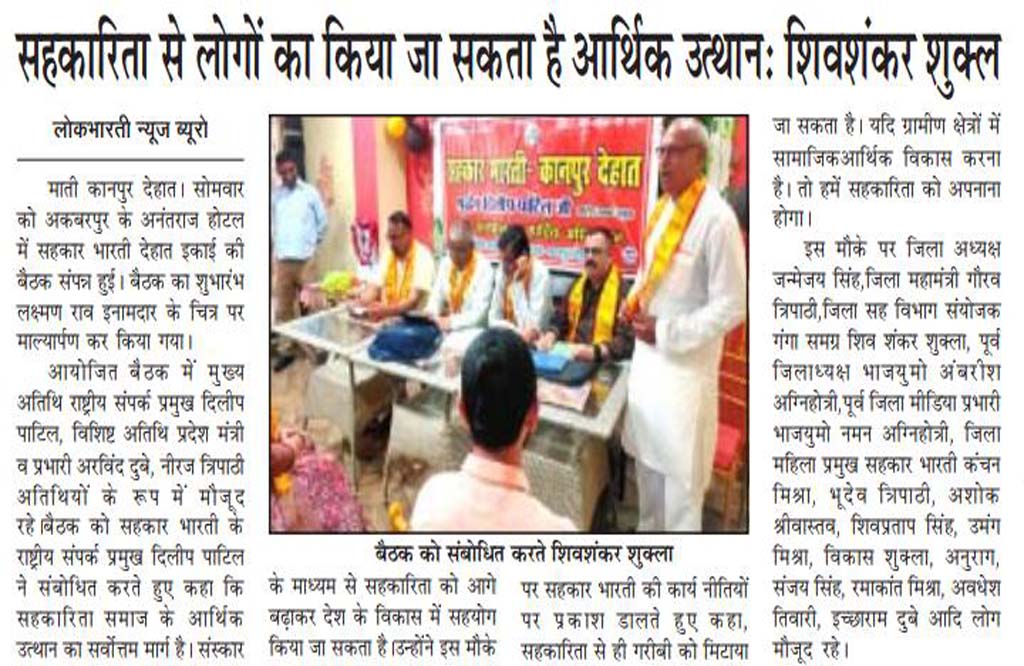 सहकारिता से लोगों का किया जा सकता है आर्थिक उत्थान: शिवशंकर शुक्ल
लोकभारती न्यूज ब्यूरो
माती कानपुर देहात। सोमवार
को अकबरपुर के अनंतराज होटल
में सहकार भारती देहात इकाई की
बैठक संपन्न हुई। बैठक का शुभारंभ
लक्ष्मण राव इनामदार के चित्र पर
माल्यार्पण कर किया गया।
आयोजित बैठक में मुख्य
अतिथि राष्ट्रीय संपर्क प्रमुख दिलीप
पाटिल, विशिष्ट अतिथि प्रदेश मंत्री
व प्रभारी अरविंद दुबे, नीरज त्रिपाठी
अतिथियों के रूप में मौजूद
रहे।बैठक को सहकार भारती के
राष्ट्रीय संपर्क प्रमुख दिलीप पाटिल
ने संबोधित करते हुए कहा कि
सहकारिता समाज के आर्थिक
उत्थान का सर्वोत्तम मार्ग है। संस्कार
सहकार भारती- कानपुर देहात
बैठक को संबोधित करते शिवशंकर शुक्ला
के माध्यम से सहकारिता को आगे
बढ़ाकर देश के विकास में सहयोग
किया जा सकता है।उन्होंने इस मौके
पर सहकार भारती की कार्य नीतियों
पर प्रकाश डालते हुए कहा,
सहकारिता से ही गरीबी को मिटाया
जा सकता है। यदि ग्रामीण क्षेत्रों में
सामाजिकआर्थिक विकास करना
है। तो हमें सहकारिता को अपनाना
होगा।
इस मौके पर जिला अध्यक्ष
जन्मेजय सिंह,जिला महामंत्री गौरव
त्रिपाठी,जिला सह विभाग संयोजक
गंगा समग्र शिव शंकर शुक्ला, पूर्व
जिलाध्यक्ष भाजयुमो अंबरीश
अग्निहोत्री,पूर्व जिला मीडिया प्रभारी
भाजयुमो नमन अग्निहोत्री, जिला
महिला प्रमुख सहकार भारती कंचन
मिश्रा, भूदेव त्रिपाठी, अशोक
श्रीवास्तव, शिवप्रताप सिंह, उमंग
मिश्रा, विकास शुक्ला, अनुराग,
संजय सिंह, रमाकांत मिश्रा, अवधेश
तिवारी, इच्छाराम दुबे आदि लोग
मौजूद रहे।